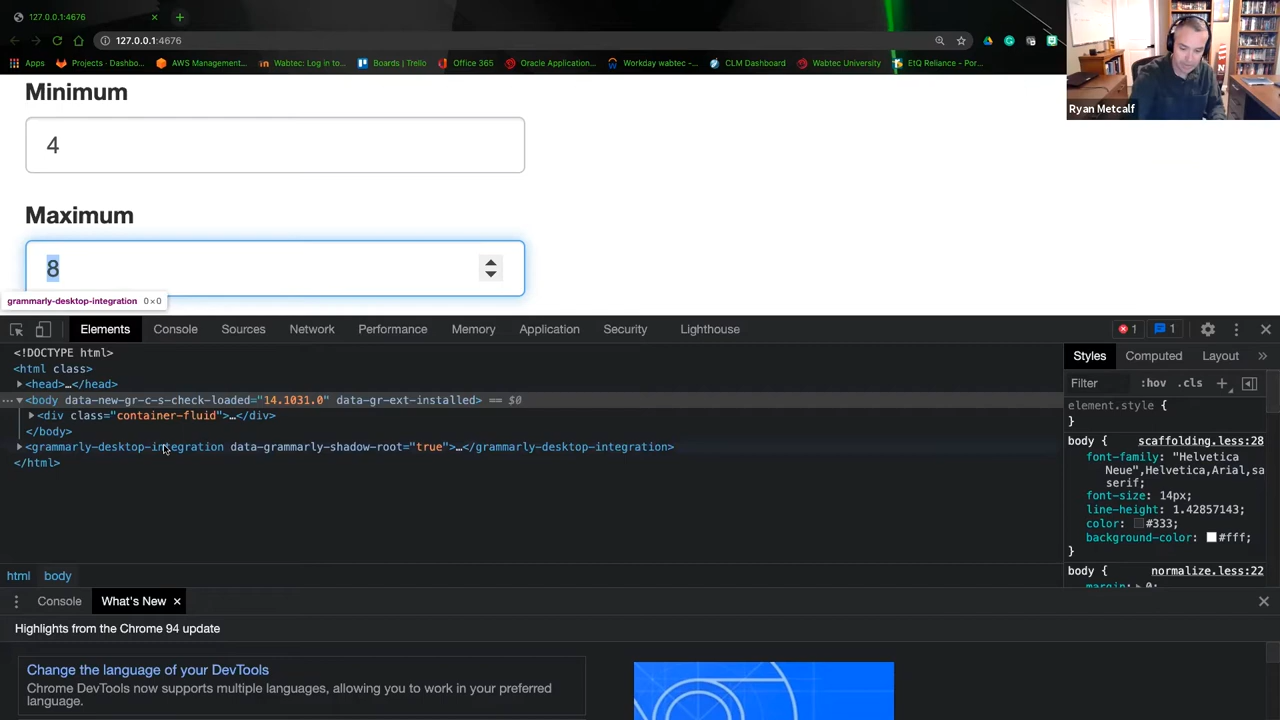 127.0.0.1:4676
127.0.0.1:4676
Apps Projects - Dashbo... AWS Management... Wabtec: Log in to... Boards | Trello Office 365 Oracle Application... Workday wabtec -... CLM Dashboard Wabtec University EtQ Reliance - Por...
Ryan Metcalf
Minimum
4
Maximum
8
grammarly-desktop-integration 0×0
Elements Console Sources Network Performance Memory Application Security Lighthouse 1 1
<!DOCTYPE html>
<html class>
<head>…</head>
<body data-new-gr-c-s-check-loaded="14.1031.0" data-gr-ext-installed> == $0
<div class="container-fluid">…</div>
</body>
<grammarly-desktop-integration data-grammarly-shadow-root="true">…</grammarly-desktop-integration>
</html>
html body
Styles Computed Layout »
Filter :hov .cls +
element.style {
}
body { scaffolding.less:28
font-family: "Helvetica
Neue",Helvetica,Arial,sa
serif;
font-size: 14px;
line-height: 1.42857143;
color: #333;
background-color: #fff;
}
body { normalize.less:22
margin: 0;
Console What's New
Highlights from the Chrome 94 update
Change the language of your DevTools
Chrome DevTools now supports multiple languages, allowing you to work in your preferred
language.